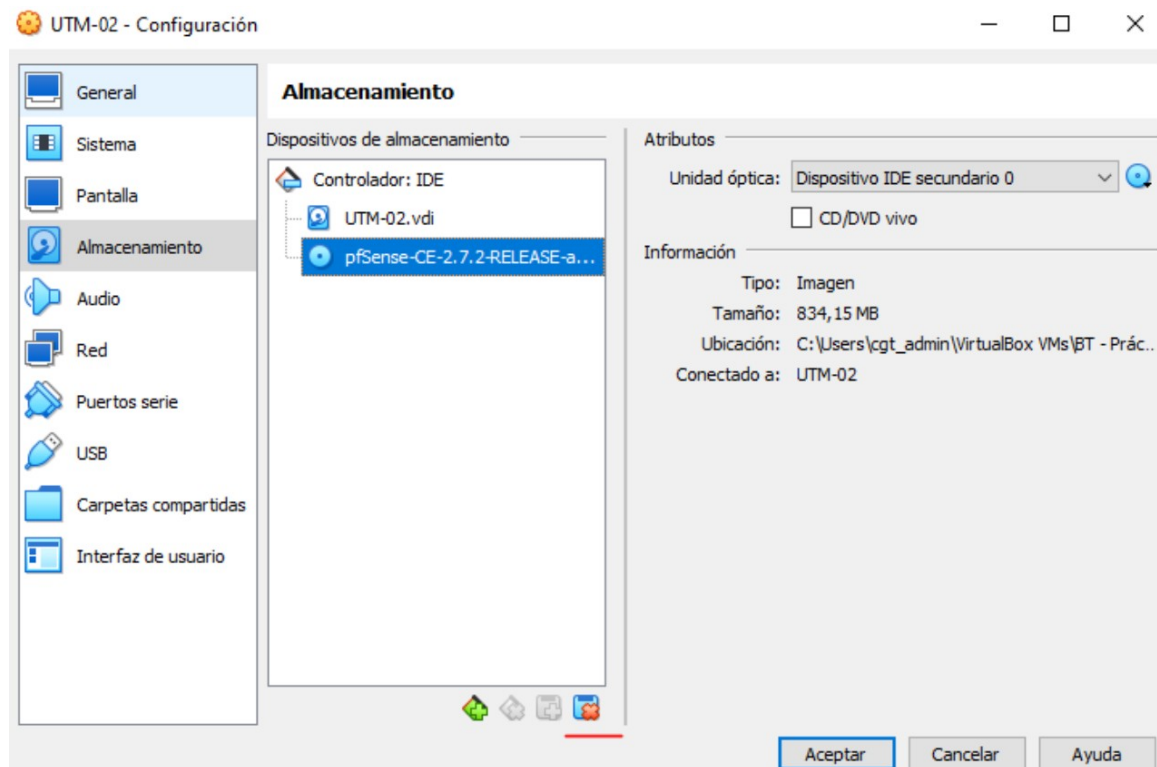 UTM-02 - Configuración
General
Sistema
Pantalla
Almacenamiento
Audio
Red
Puertos serie
USB
Carpetas compartidas
Interfaz de usuario
Almacenamiento
Dispositivos de almacenamiento
Controlador: IDE
UTM-02.vdi
pfSense-CE-2.7.2-RELEASE-a...
Atributos
Unidad óptica: Dispositivo IDE secundario 0
CD/DVD vivo
Información
Tipo: Imagen
Tamaño: 834,15 MB
Ubicación: C:\Users\cgt_admin\VirtualBox VMs\BT - Prác..
Conectado a: UTM-02
Aceptar Cancelar Ayuda